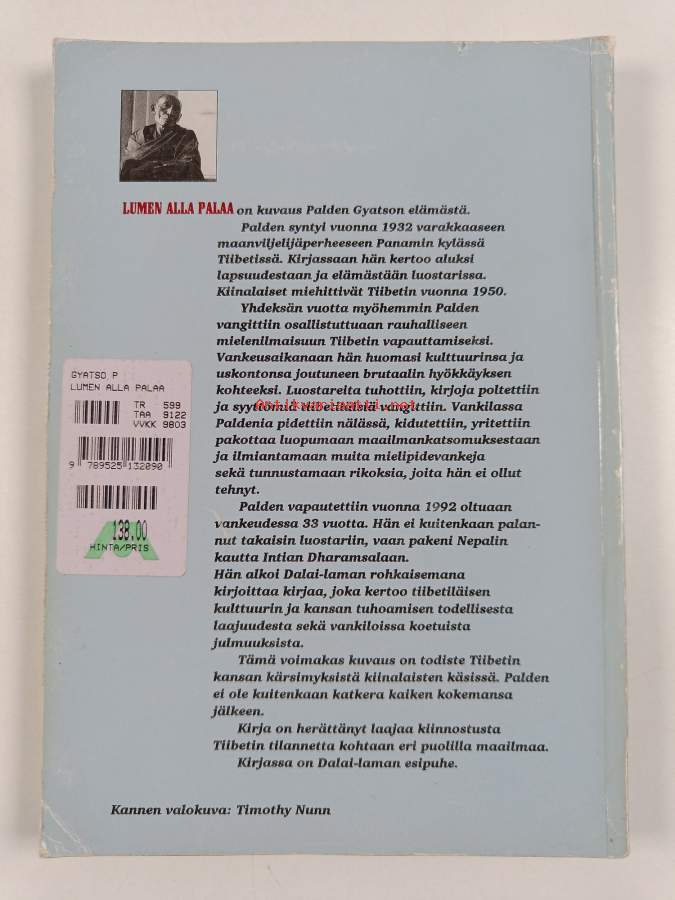 LUMEN ALLA PALAA on kuvaus Palden Gyatson elämästä.
Palden syntyi vuonna 1932 varakkaaseen
maanviljelijäperheeseen Panamin kylässä
Tiibetissä. Kirjassaan hän kertoo aluksi
lapsuudestaan ja elämästään luostarissa.
Kiinalaiset miehittivät Tiibetin vuonna 1950.
Yhdeksän vuotta myöhemmin Palden
vangittiin osallistuttuaan rauhalliseen
mielenilmaisuun Tiibetin vapauttamiseksi.
Vankeusaikanaan hän huomasi kulttuurinsa ja
uskontonsa joutuneen brutaalin hyökkäyksen
kohteeksi. Luostareita tuhottiin, kirjoja poltettiin
ja syyttömiä tiibetiläisiä vangittiin. Vankilassa
Paldenia pidettiin nälässä, kidutettiin, yritettiin
pakottaa luopumaan maailmankatsomuksestaan
ja ilmiantamaan muita mielipidevankeja
sekä tunnustamaan rikoksia, joita hän ei ollut
tehnyt.
Palden vapautettiin vuonna 1992 oltuaan
vankeudessa 33 vuotta. Hän ei kuitenkaan palan-
nut takaisin luostariin, vaan pakeni Nepalin
kautta Intian Dharamsalaan.
Hän alkoi Dalai-laman rohkaisemana
kirjoittaa kirjaa, joka kertoo tiibetiläisen
kulttuurin ja kansan tuhoamisen todellisesta
laajuudesta sekä vankiloissa koetuista
julmuuksista.
Tämä voimakas kuvaus on todiste Tiibetin
kansan kärsimyksistä kiinalaisten käsissä. Palden
ei ole kuitenkaan katkera kaiken kokemansa
jälkeen.
Kirja on herättänyt laajaa kiinnostusta
Tiibetin tilannetta kohtaan eri puolilla maailmaa.
Kirjassa on Dalai-laman esipuhe.
Kannen valokuva: Timothy Nunn
GYATSO P
LUMEN ALLA PALAA
TR 599
TAA 9122
VVKK 9803
9 789525 132090
138.00
HINTA/PRIS
Antikvariaatti.net